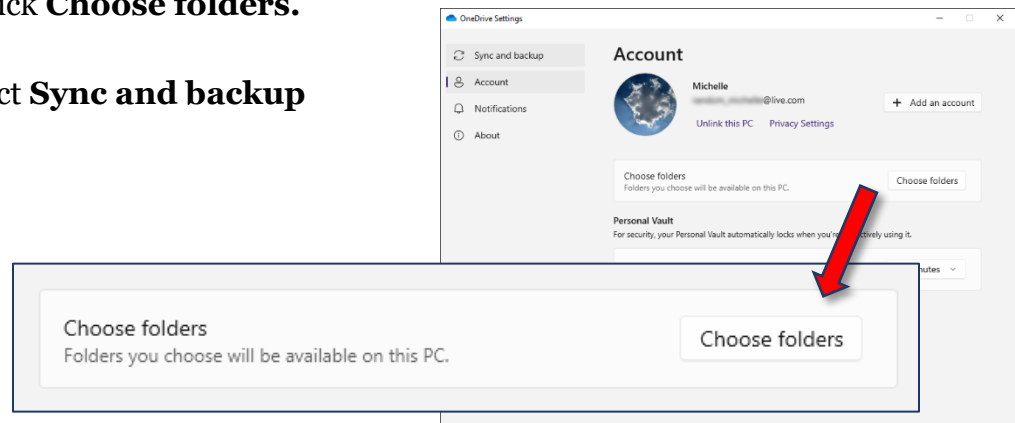 ick Choose folders.
ct Sync and backup
OneDrive Settings
Sync and backup
Account
Notifications
About
Account
Michelle
@live.com
Unlink this PC Privacy Settings
+ Add an account
Choose folders
Folders you choose will be available on this PC.
Choose folders
Personal Vault
For security, your Personal Vault automatically locks when you're using it.
Choose folders
Folders you choose will be available on this PC.
Choose folders